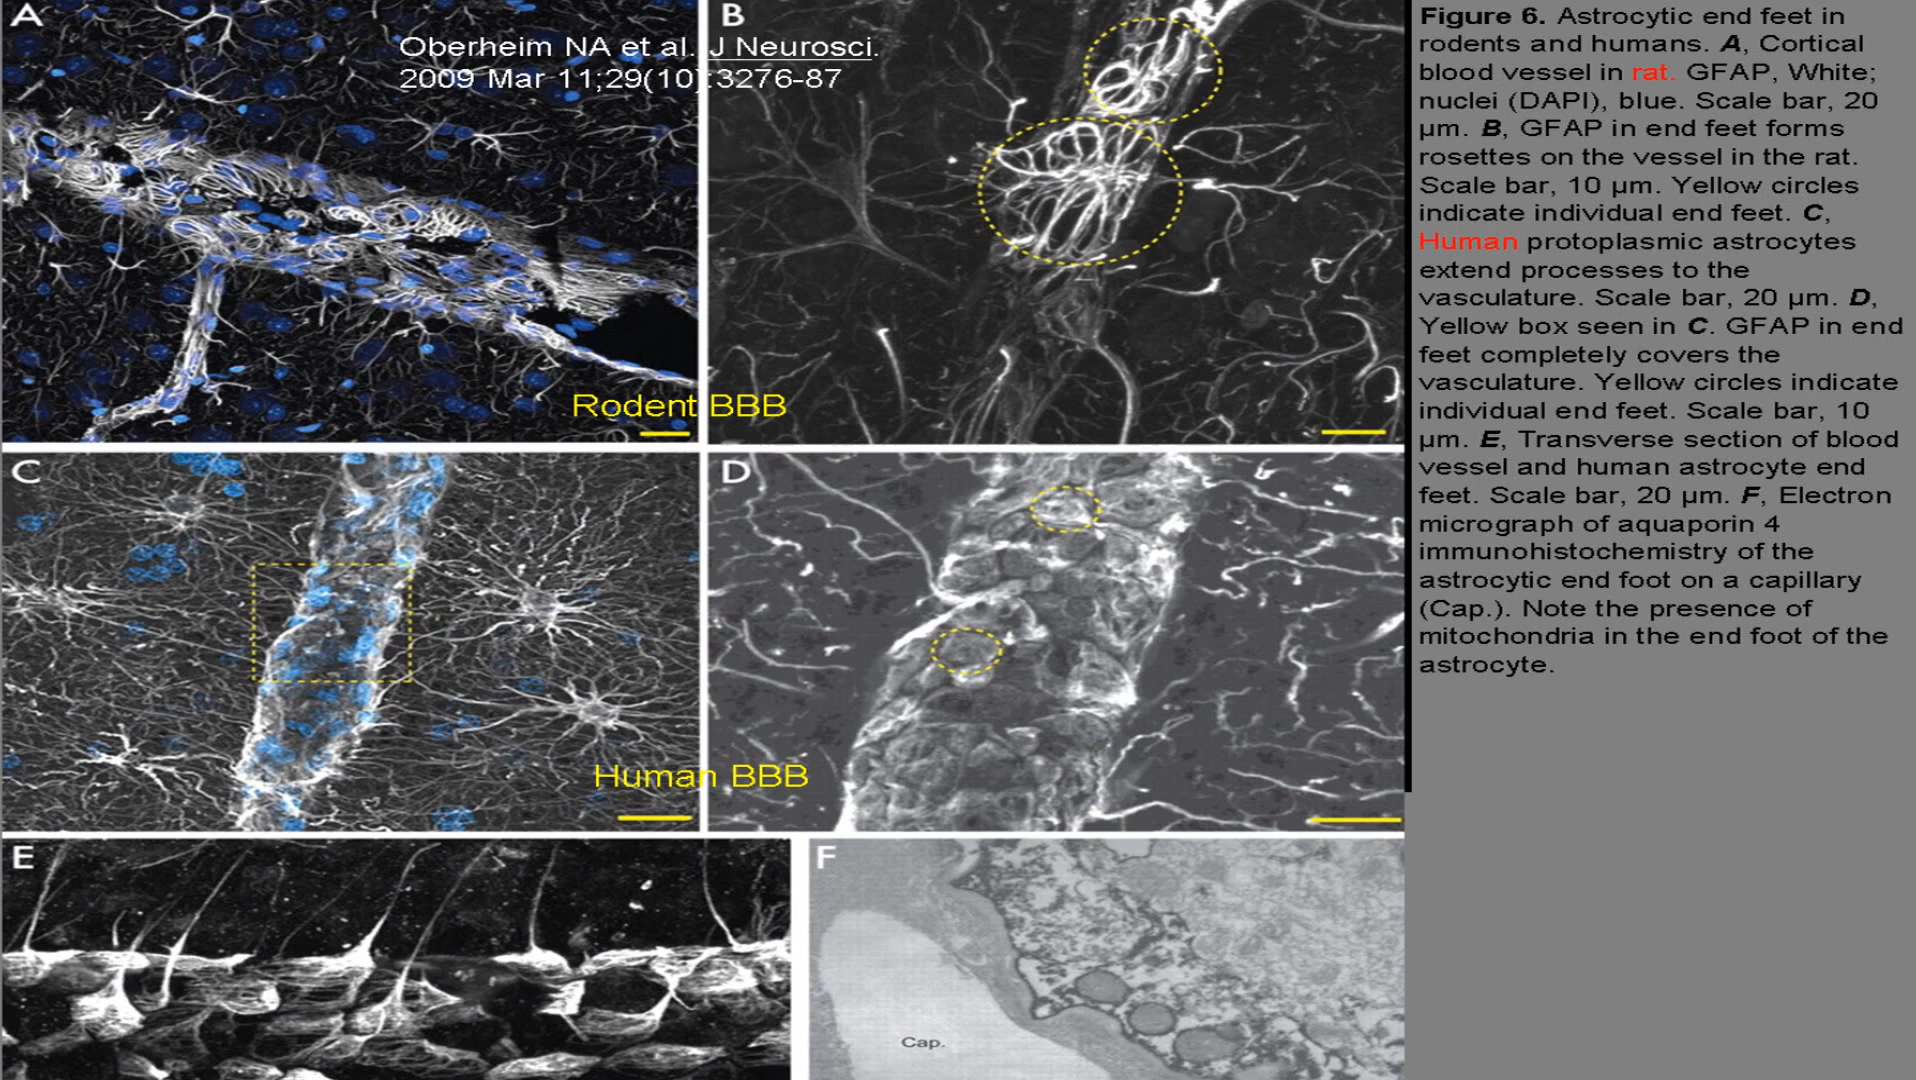 A
B
Oberheim NA et al. J Neurosci.
2009 Mar 11;29(10):3276-87
Rodent BBB
C
D
Human BBB
E
F
Cap.
Figure 6. Astrocytic end feet in
rodents and humans. A, Cortical
blood vessel in rat. GFAP, White;
nuclei (DAPI), blue. Scale bar, 20
µm. B, GFAP in end feet forms
rosettes on the vessel in the rat.
Scale bar, 10 µm. Yellow circles
indicate individual end feet. C,
Human protoplasmic astrocytes
extend processes to the
vasculature. Scale bar, 20 µm. D,
Yellow box seen in C. GFAP in end
feet completely covers the
vasculature. Yellow circles indicate
individual end feet. Scale bar, 10
µm. E, Transverse section of blood
vessel and human astrocyte end
feet. Scale bar, 20 µm. F, Electron
micrograph of aquaporin 4
immunohistochemistry of the
astrocytic end foot on a capillary
(Cap.). Note the presence of
mitochondria in the end foot of the
astrocyte.